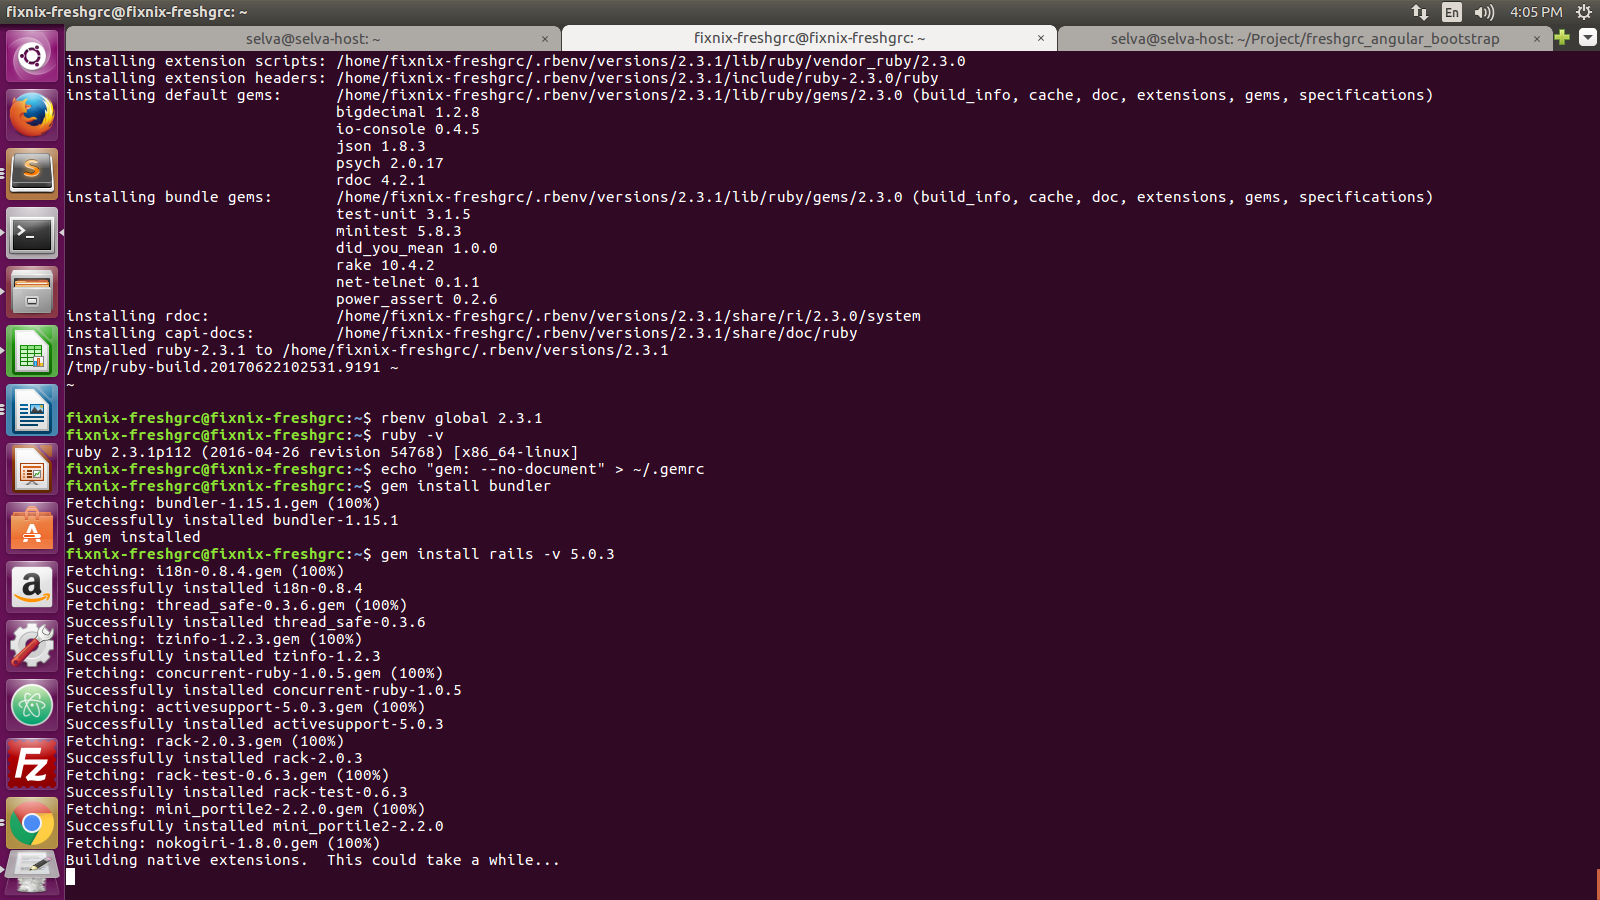 fixnix-freshgrc@fixnix-freshgrc: ~
En
4:05 PM
selva@selva-host: ~ ×
fixnix-freshgrc@fixnix-freshgrc: ~ ×
selva@selva-host: ~/Project/freshgrc_angular_bootstrap ×
installing extension scripts: /home/fixnix-freshgrc/.rbenv/versions/2.3.1/lib/ruby/vendor_ruby/2.3.0
installing extension headers: /home/fixnix-freshgrc/.rbenv/versions/2.3.1/include/ruby-2.3.0/ruby
installing default gems:      /home/fixnix-freshgrc/.rbenv/versions/2.3.1/lib/ruby/gems/2.3.0 (build_info, cache, doc, extensions, gems, specifications)
                              bigdecimal 1.2.8
                              io-console 0.4.5
                              json 1.8.3
                              psych 2.0.17
                              rdoc 4.2.1
installing bundle gems:       /home/fixnix-freshgrc/.rbenv/versions/2.3.1/lib/ruby/gems/2.3.0 (build_info, cache, doc, extensions, gems, specifications)
                              test-unit 3.1.5
                              minitest 5.8.3
                              did_you_mean 1.0.0
                              rake 10.4.2
                              net-telnet 0.1.1
                              power_assert 0.2.6
installing rdoc:              /home/fixnix-freshgrc/.rbenv/versions/2.3.1/share/ri/2.3.0/system
installing capi-docs:         /home/fixnix-freshgrc/.rbenv/versions/2.3.1/share/doc/ruby
Installed ruby-2.3.1 to /home/fixnix-freshgrc/.rbenv/versions/2.3.1
/tmp/ruby-build.20170622102531.9191 ~
~
fixnix-freshgrc@fixnix-freshgrc:~$ rbenv global 2.3.1
fixnix-freshgrc@fixnix-freshgrc:~$ ruby -v
ruby 2.3.1p112 (2016-04-26 revision 54768) [x86_64-linux]
fixnix-freshgrc@fixnix-freshgrc:~$ echo "gem: --no-document" > ~/.gemrc
fixnix-freshgrc@fixnix-freshgrc:~$ gem install bundler
Fetching: bundler-1.15.1.gem (100%)
Successfully installed bundler-1.15.1
1 gem installed
fixnix-freshgrc@fixnix-freshgrc:~$ gem install rails -v 5.0.3
Fetching: i18n-0.8.4.gem (100%)
Successfully installed i18n-0.8.4
Fetching: thread_safe-0.3.6.gem (100%)
Successfully installed thread_safe-0.3.6
Fetching: tzinfo-1.2.3.gem (100%)
Successfully installed tzinfo-1.2.3
Fetching: concurrent-ruby-1.0.5.gem (100%)
Successfully installed concurrent-ruby-1.0.5
Fetching: activesupport-5.0.3.gem (100%)
Successfully installed activesupport-5.0.3
Fetching: rack-2.0.3.gem (100%)
Successfully installed rack-2.0.3
Fetching: rack-test-0.6.3.gem (100%)
Successfully installed rack-test-0.6.3
Fetching: mini_portile2-2.2.0.gem (100%)
Successfully installed mini_portile2-2.2.0
Fetching: nokogiri-1.8.0.gem (100%)
Building native extensions.  This could take a while...